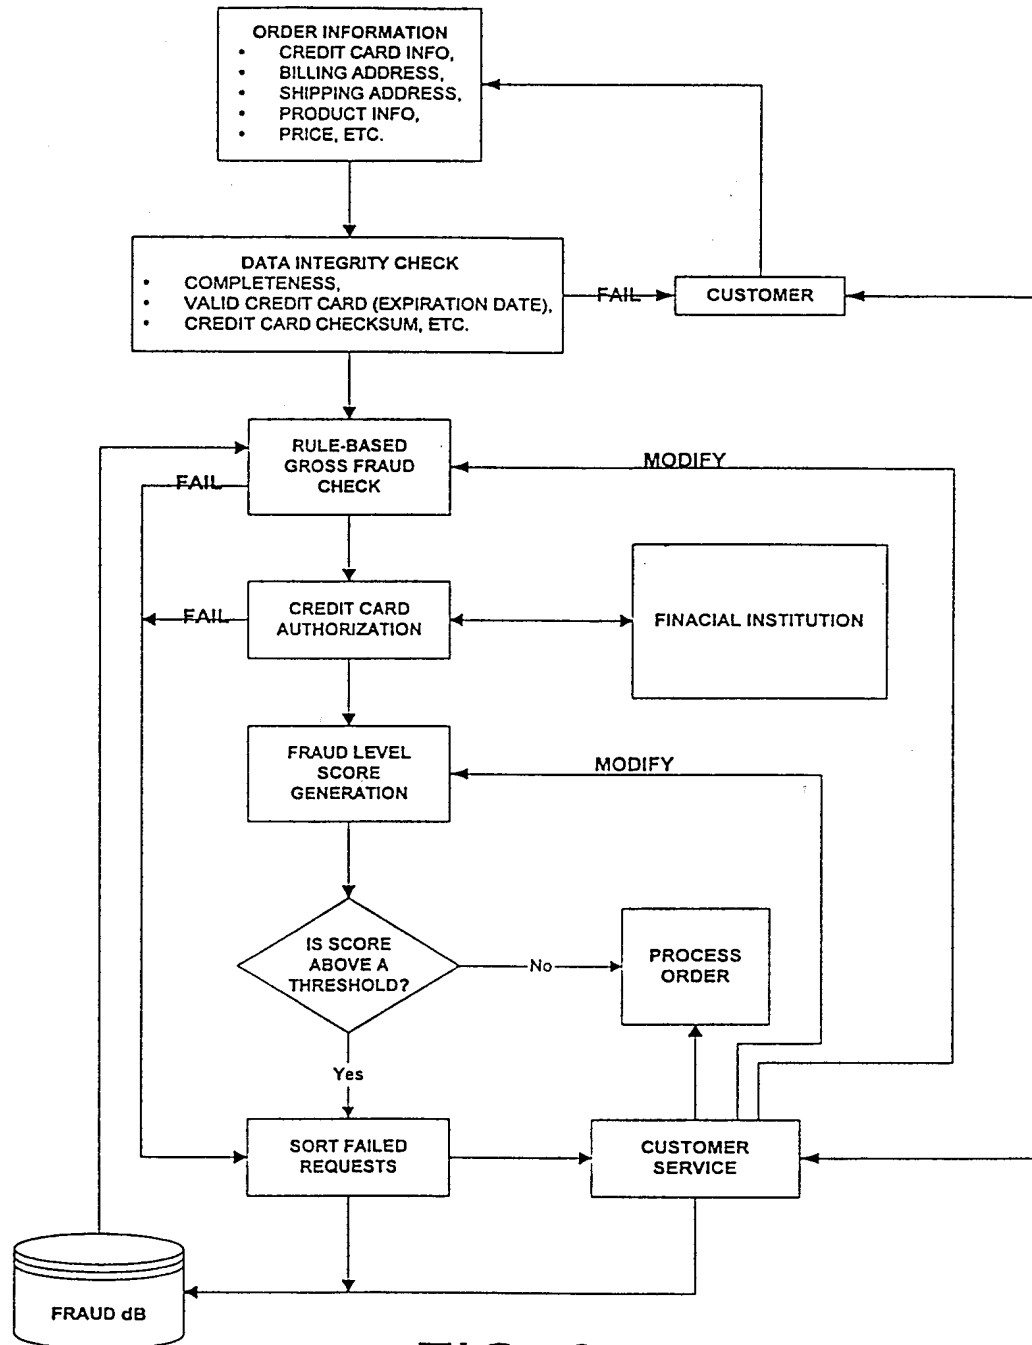 ORDER INFORMATION
• CREDIT CARD INFO,
• BILLING ADDRESS,
• SHIPPING ADDRESS,
• PRODUCT INFO,
• PRICE, ETC.
DATA INTEGRITY CHECK
• COMPLETENESS,
• VALID CREDIT CARD (EXPIRATION DATE),
• CREDIT CARD CHECKSUM, ETC.
FAIL
CUSTOMER
RULE-BASED
GROSS FRAUD
CHECK
MODIFY
FAIL
CREDIT CARD
AUTHORIZATION
FAIL
FINACIAL INSTITUTION
FRAUD LEVEL
SCORE
GENERATION
MODIFY
IS SCORE
ABOVE A
THRESHOLD?
No
PROCESS
ORDER
Yes
SORT FAILED
REQUESTS
CUSTOMER
SERVICE
FRAUD dB